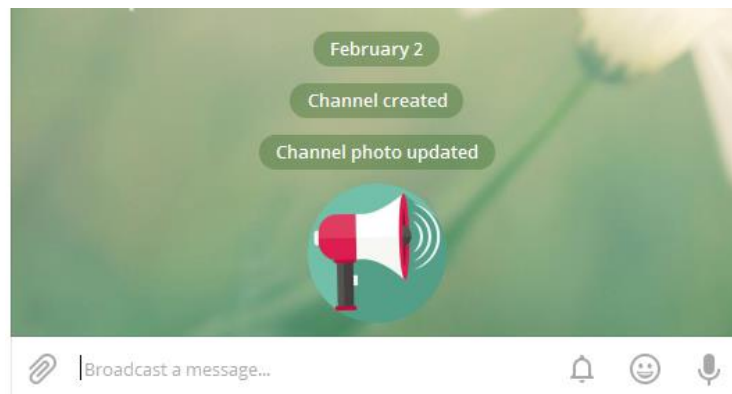 February 2
Channel created
Channel photo updated
Broadcast a message...